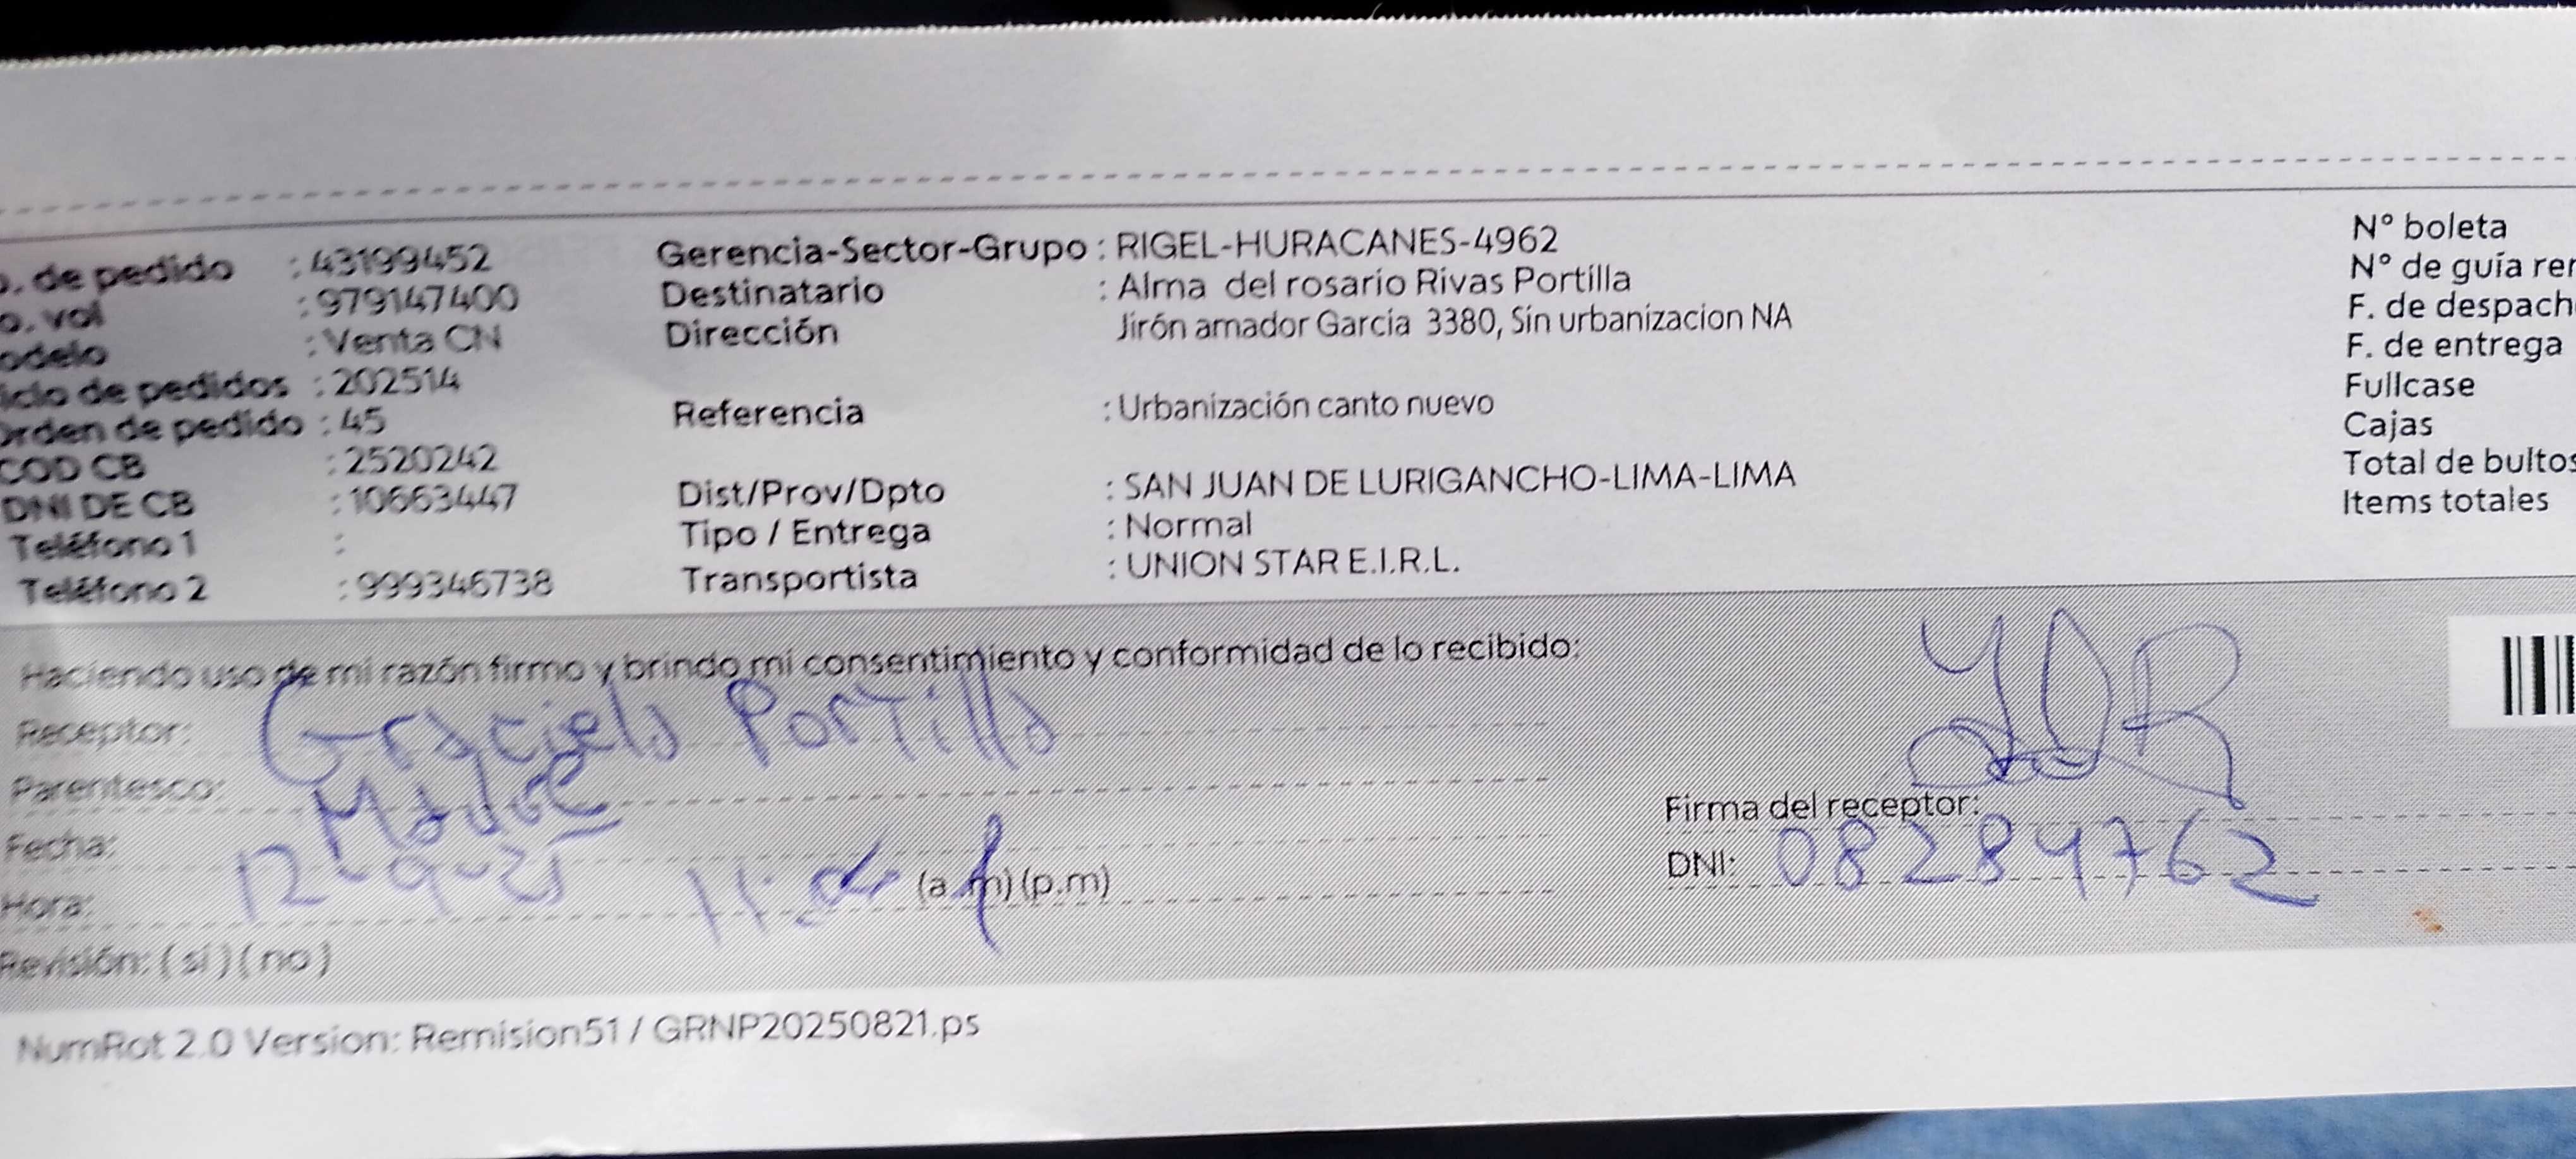 o. de pedido : 43199452 Gerencia-Sector-Grupo : RIGEL-HURACANES-4962 N° boleta
o. vol : 979147400 Destinatario : Alma del rosario Rivas Portilla N° de guía rer
odelo : Venta CN Dirección Jirón amador García 3380, Sin urbanizacion NA F. de despach
iclo de pedidos : 202514 F. de entrega
Orden de pedido : 45 Referencia : Urbanización canto nuevo Fullcase
COD CB : 2520242 Cajas
DNI DE CB : 10663447 Dist/Prov/Dpto : SAN JUAN DE LURIGANCHO-LIMA-LIMA Total de bultos
Teléfono 1 : Tipo / Entrega : Normal Items totales
Teléfono 2 : 999346738 Transportista : UNION STAR E.I.R.L.
Haciendo uso de mi razón firmo y brindo mi consentimiento y conformidad de lo recibido:
Receptor: Graciela Portilla
Parentesco: Madre
Firma del receptor:
Fecha: 12-9-25
DNI: 08284762
Hora: 11: (a.m) (p.m)
Revisión: ( si ) ( no )
NumRot 2.0 Version: Remision51 / GRNP20250821.ps